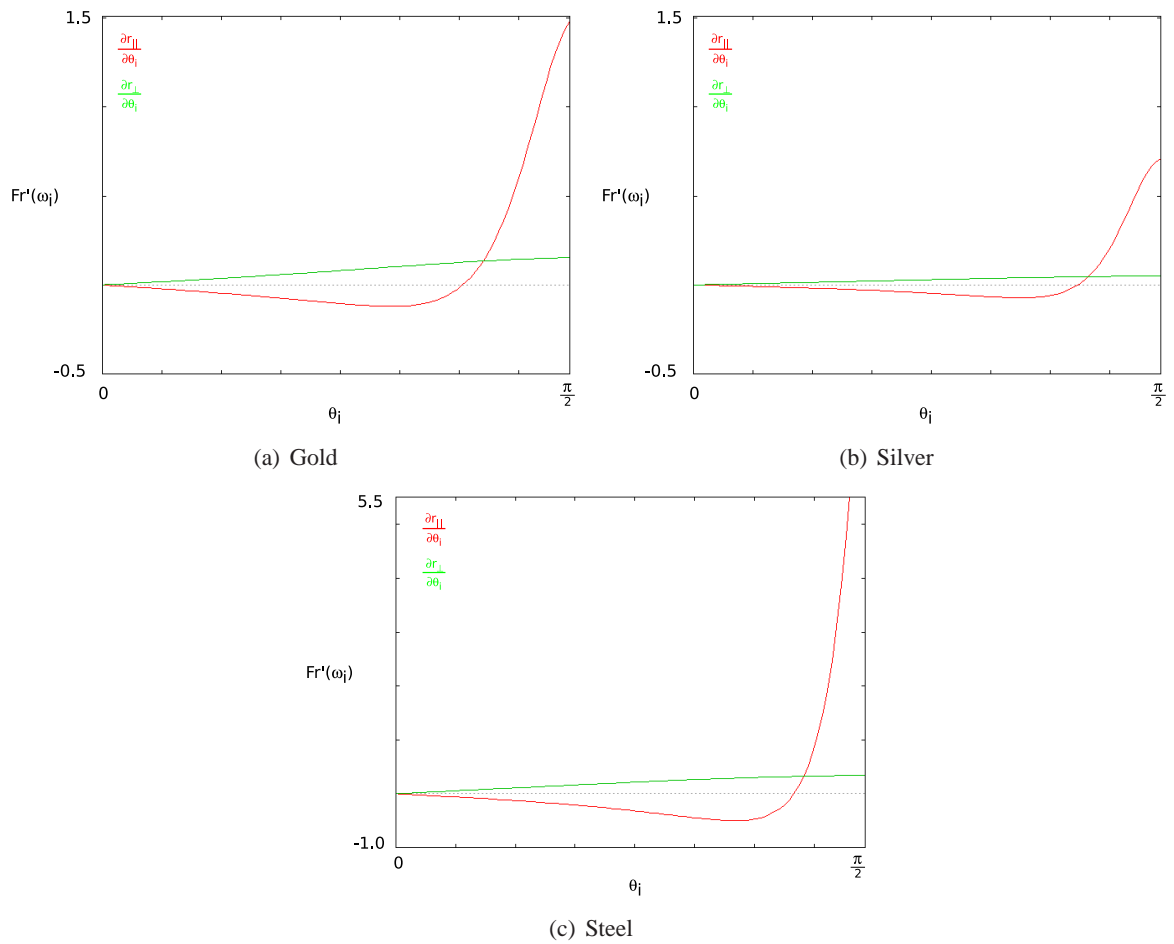 1.5
∂r||
∂θi
∂r⊥
∂θi
Fr'(ωi)
-0.5
0
π
2
θi
(a) Gold
1.5
∂r||
∂θi
∂r⊥
∂θi
Fr'(ωi)
-0.5
0
π
2
θi
(b) Silver
5.5
∂r||
∂θi
∂r⊥
∂θi
Fr'(ωi)
-1.0
0
π
2
θi
(c) Steel